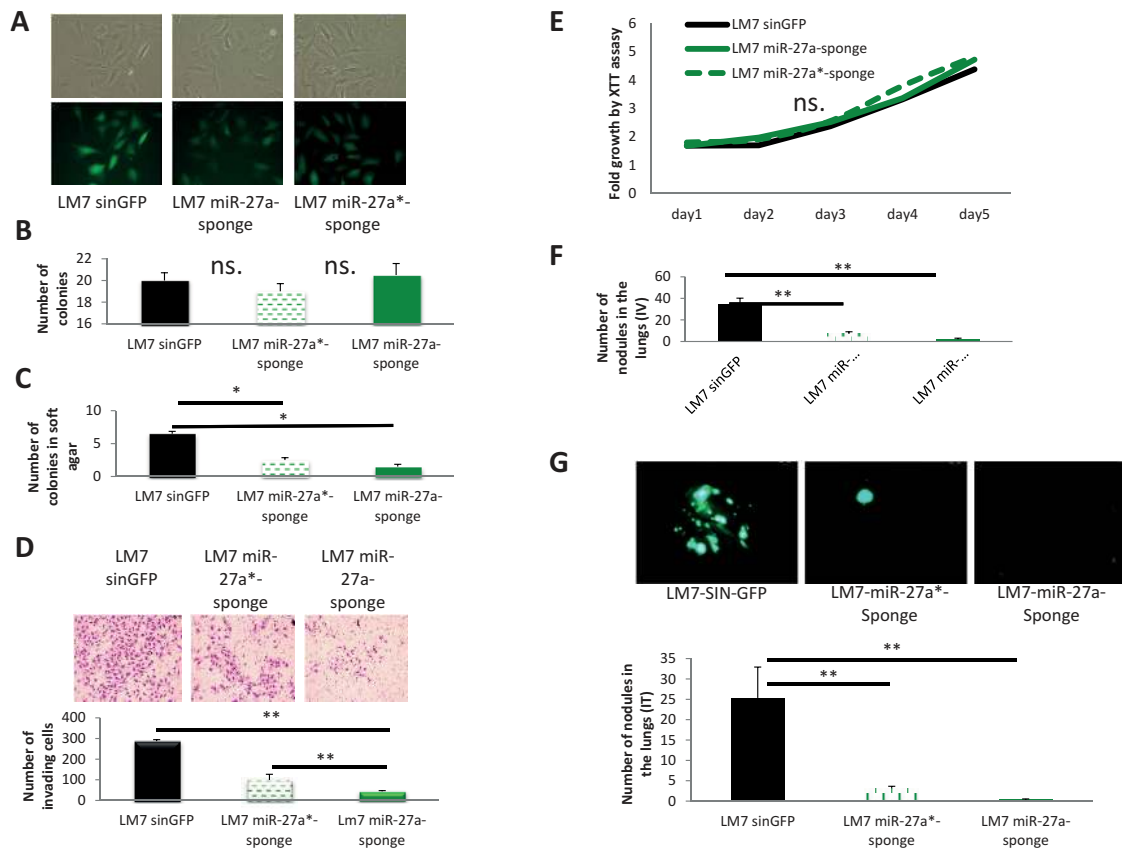 A
LM7 sinGFP
LM7 miR-27a-
sponge
LM7 miR-27a*-
sponge
B
Number of
colonies
22
20
18
16
ns.
ns.
LM7 sinGFP
LM7 miR-27a*-
sponge
LM7 miR-27a-
sponge
C
Number of
colonies in soft
agar
10
5
0
*
*
LM7 sinGFP
LM7 miR-27a*-
sponge
LM7 miR-27a-
sponge
D
LM7
sinGFP
LM7 miR-
27a*-
sponge
LM7 miR-
27a-
sponge
Number of
invading cells
400
300
200
100
0
**
**
LM7 sinGFP
LM7 miR-27a*-
sponge
Lm7 miR-27a-
sponge
E
Fold growth by XTT assasy
6
5
4
3
2
1
0
LM7 sinGFP
LM7 miR-27a-sponge
LM7 miR-27a*-sponge
ns.
day1
day2
day3
day4
day5
F
Number of
nodules in the
lungs (IV)
60
40
20
0
**
**
LM7 sinGFP
LM7 miR-...
LM7 miR-...
G
LM7-SIN-GFP
LM7-miR-27a*-
Sponge
LM7-miR-27a-
Sponge
Number of nodules in
the lungs (IT)
35
30
25
20
15
10
5
0
**
**
LM7 sinGFP
LM7 miR-27a*-
sponge
LM7 miR-27a-
sponge